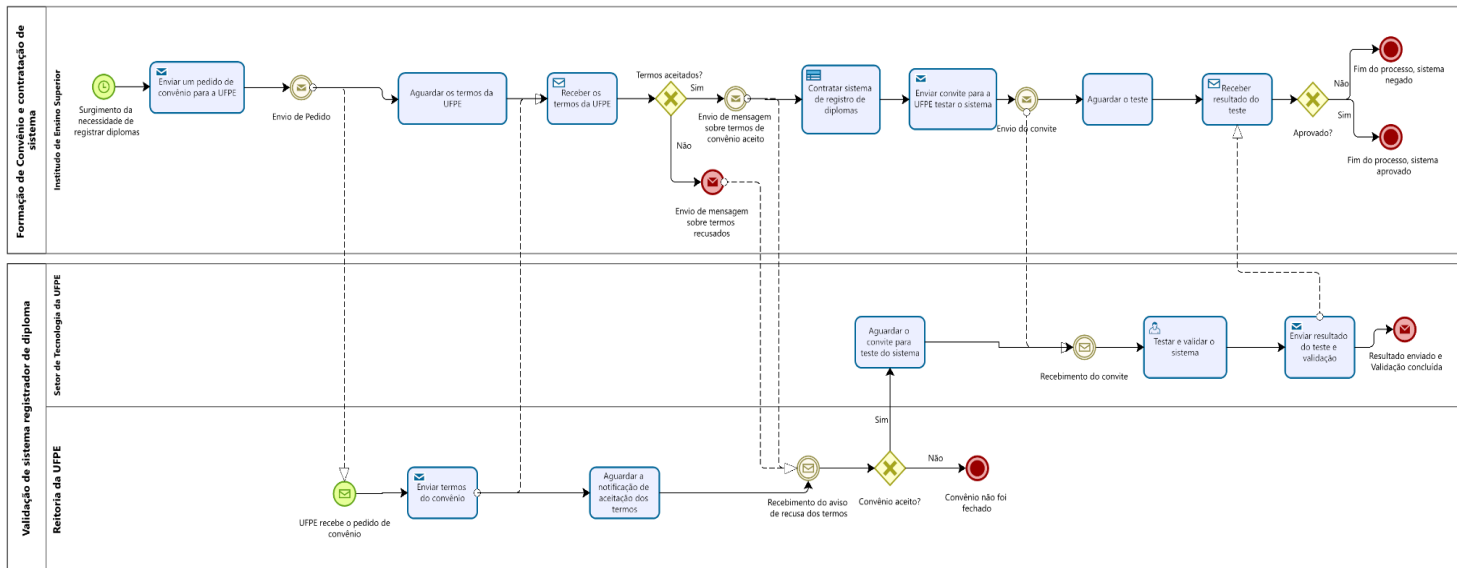 Formação de Convênio e contratação de
sistema
Institudo de Ensino Superior
Surgimento da
necessidade de
registrar diplomas
Enviar um pedido de
convênio para a UFPE
Envio de Pedido
Aguardar os termos da
UFPE
Receber os
termos da UFPE
Termos aceitados?
Sim
Não
Envio de mensagem
sobre termos de
convênio aceito
Envio de mensagem
sobre termos
recusados
Contratar sistema
de registro de
diplomas
Enviar convite para a
UFPE testar o sistema
Envio do convite
Aguardar o teste
Receber
resultado do
teste
Aprovado?
Não
Sim
Fim do processo, sistema
negado
Fim do processo, sistema
aprovado
Validação de sistema registrador de diploma
Setor de Tecnologia da UFPE
Aguardar o
convite para
teste do sistema
Recebimento do convite
Testar e validar o
sistema
Enviar resultado
do teste e
validação
Resultado enviado e
Validação concluída
Reitoria da UFPE
UFPE recebe o pedido de
convênio
Enviar termos
do convênio
Aguardar a
notificação de
aceitação dos
termos
Recebimento do aviso
de recusa dos termos
Sim
Convênio aceito?
Não
Convênio não foi
fechado